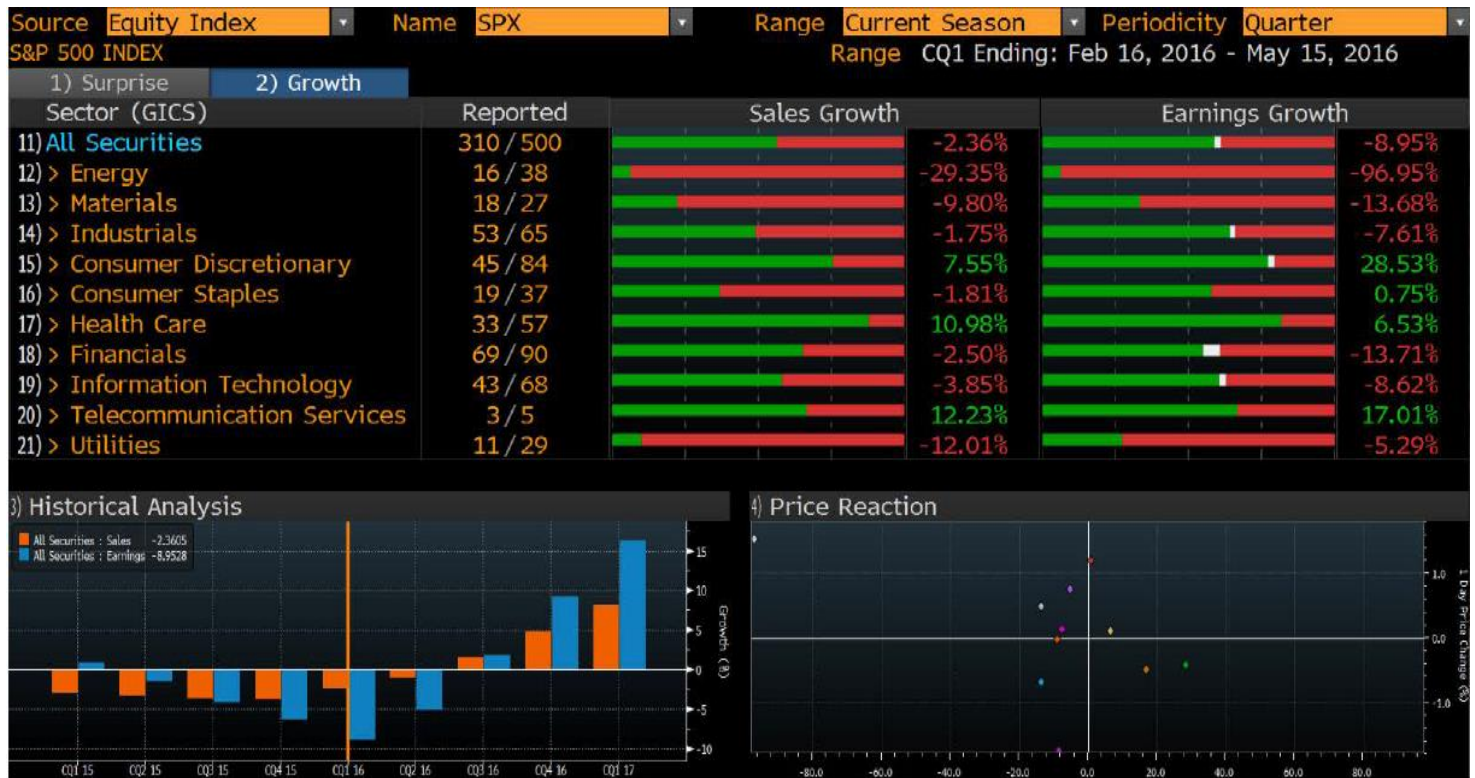 Source Equity Index Name SPX Range Current Season Periodicity Quarter
S&P 500 INDEX Range CQ1 Ending: Feb 16, 2016 - May 15, 2016
1) Surprise 2) Growth
Sector (GICS) Reported Sales Growth Earnings Growth
11) All Securities 310 / 500 -2.36% -8.95%
12) > Energy 16 / 38 -29.35% -96.95%
13) > Materials 18 / 27 -9.80% -13.68%
14) > Industrials 53 / 65 -1.75% -7.61%
15) > Consumer Discretionary 45 / 84 7.55% 28.53%
16) > Consumer Staples 19 / 37 -1.81% 0.75%
17) > Health Care 33 / 57 10.98% 6.53%
18) > Financials 69 / 90 -2.50% -13.71%
19) > Information Technology 43 / 68 -3.85% -8.62%
20) > Telecommunication Services 3 / 5 12.23% 17.01%
21) > Utilities 11 / 29 -12.01% -5.29%
3) Historical Analysis
All Securities : Sales -2.3605
All Securities : Earnings -8.9528
15
10
5
0
-5
-10
Growth (%)
CQ1 15 CQ2 15 CQ3 15 CQ4 15 CQ1 16 CQ2 16 CQ3 16 CQ4 16 CQ1 17
4) Price Reaction
1.0
0.0
-1.0
1 Day Price Change (%)
-80.0 -60.0 -40.0 -20.0 0.0 20.0 40.0 60.0 80.0